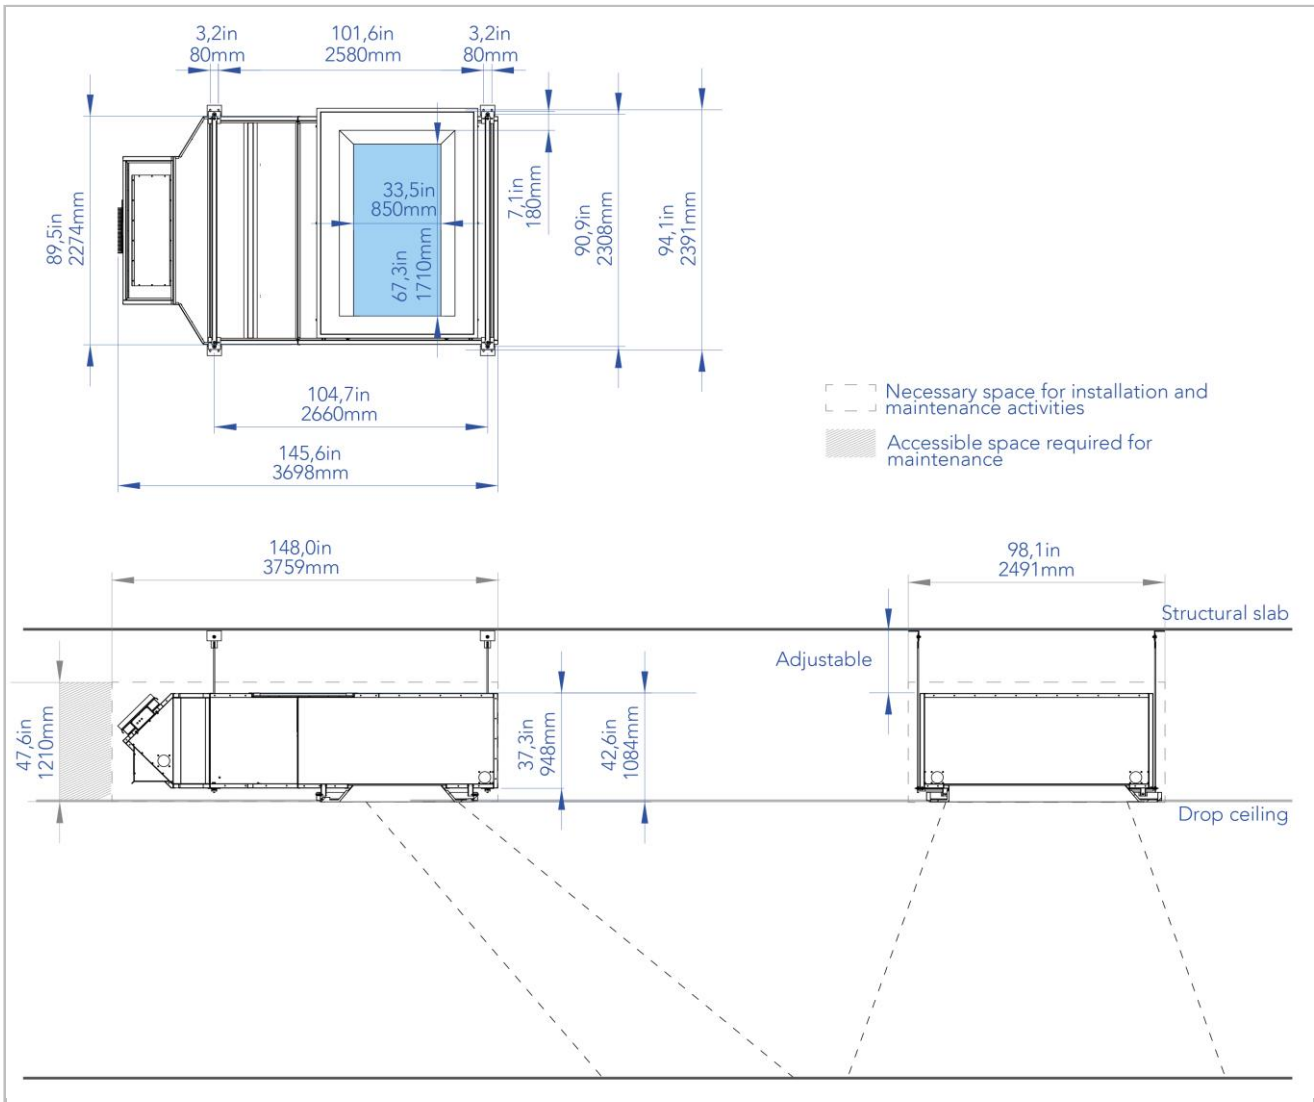 3,2in
80mm
101,6in
2580mm
3,2in
80mm
89,5in
2274mm
33,5in
850mm
67,3in
1710mm
7,1in
180mm
90,9in
2308mm
94,1in
2391mm
104,7in
2660mm
145,6in
3698mm
Necessary space for installation and
maintenance activities
Accessible space required for
maintenance
148,0in
3759mm
98,1in
2491mm
Structural slab
Adjustable
47,6in
1210mm
37,3in
948mm
42,6in
1084mm
Drop ceiling